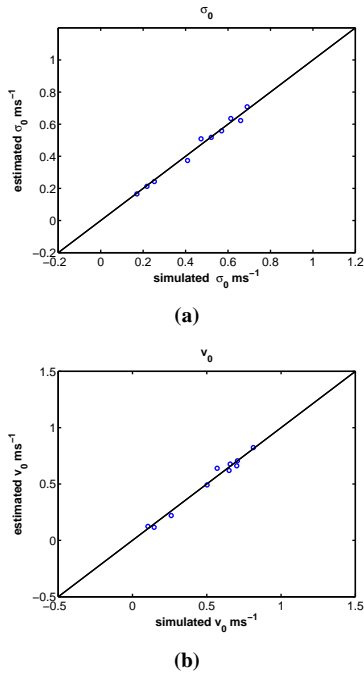 σ₀
1
0.8
0.6
0.4
0.2
0
−0.2
estimated σ₀ ms⁻¹
−0.2 0 0.2 0.4 0.6 0.8 1 1.2
simulated σ₀ ms⁻¹
(a)
v₀
1.5
1
0.5
0
−0.5
estimated v₀ ms⁻¹
−0.5 0 0.5 1 1.5
simulated v₀ ms⁻¹
(b)